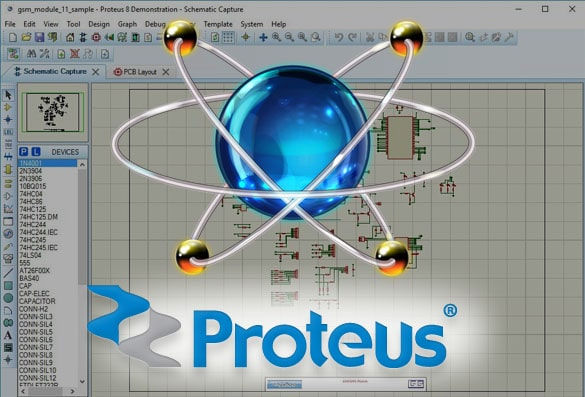 gsm_module_11_sample - Proteus 8 Demonstration - Schematic Capture
File Edit View Tool Design Graph Debug Template System Help
Schematic Capture PCB Layout
P L DEVICES
1N4001
2N3904
2N3906
10BQ015
74HC04
74HC86
74HC125
74HC125.DM
74HC244
74HC244.IEC
74HC245
74HC245.IEC
74LS04
555
AT26F00X
BAS40
CAP
CAP-ELEC
CAPACITOR
CONN-H2
CONN-SIL3
CONN-SIL4
CONN-SIL5
CONN-SIL6
CONN-SIL7
CONN-SIL8
CONN-SIL9
CONN-SIL10
CONN-SIL12
Proteus®